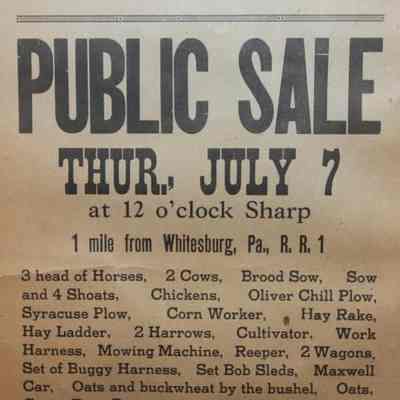 PUBLIC SALE
THUR., JULY 7
at 12 o'clock Sharp
1 mile from Whitesburg, Pa., R. R. 1
3 head of Horses, 2 Cows, Brood Sow, Sow
and 4 Shoats, Chickens, Oliver Chill Plow,
Syracuse Plow, Corn Worker, Hay Rake,
Hay Ladder, 2 Harrows, Cultivator, Work
Harness, Mowing Machine, Reeper, 2 Wagons,
Set of Buggy Harness, Set Bob Sleds, Maxwell
Car, Oats and buckwheat by the bushel, Oats,